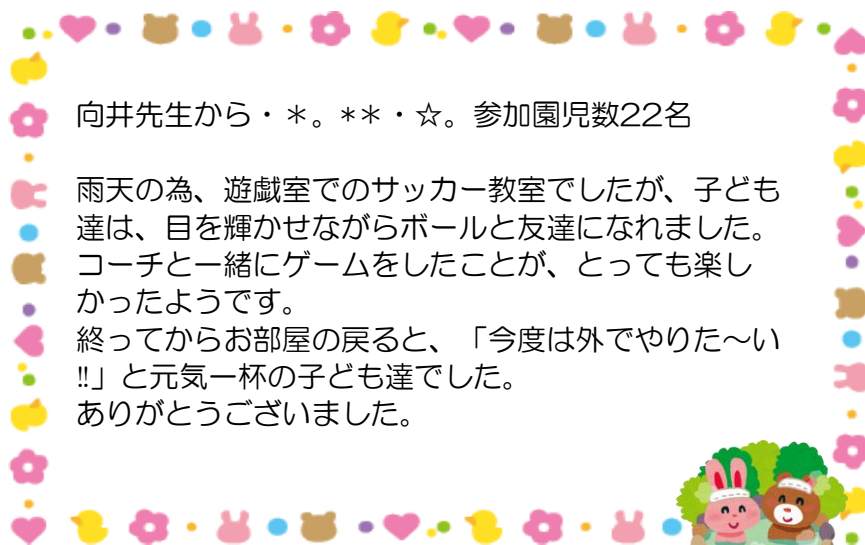 向井先生から・＊。**・☆。参加園児数22名
雨天の為、遊戯室でのサッカー教室でしたが、子ども
達は、目を輝かせながらボールと友達になれました。
コーチと一緒にゲームをしたことが、とっても楽し
かったようです。
終ってからお部屋の戻ると、「今度は外でやりた～い
‼」と元気一杯の子ども達でした。
ありがとうございました。